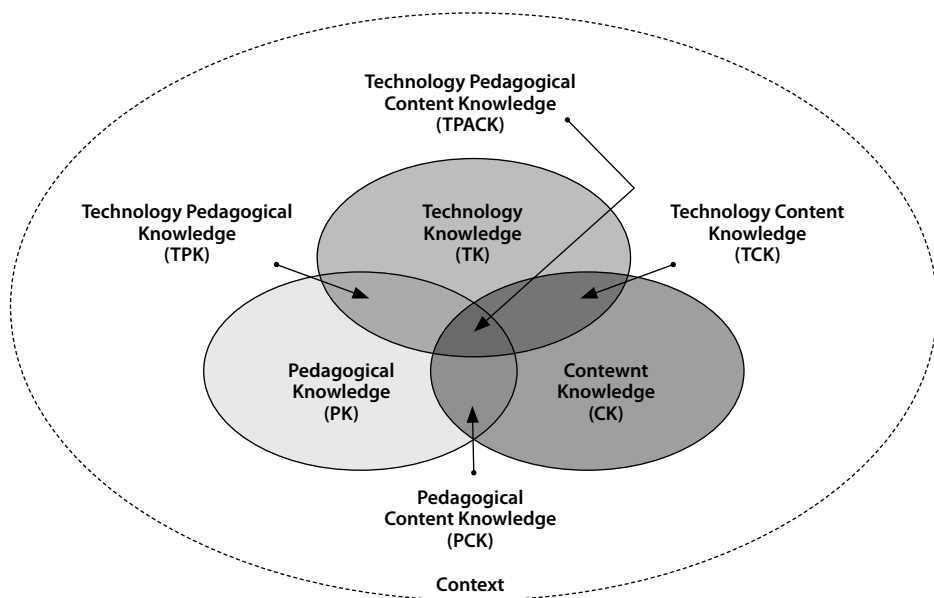 Technology Pedagogical
Content Knowledge
(TPACK)
Technology Pedagogical
Knowledge
(TPK)
Technology
Knowledge
(TK)
Technology Content
Knowledge
(TCK)
Pedagogical
Knowledge
(PK)
Contewnt
Knowledge
(CK)
Pedagogical
Content Knowledge
(PCK)
Context